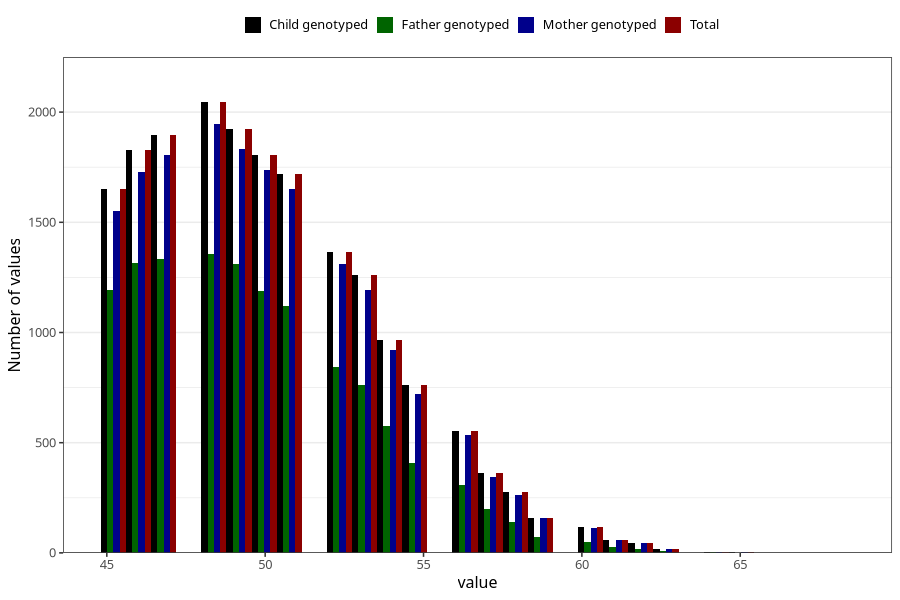 Child genotyped Father genotyped Mother genotyped Total
Number of values
2000
1500
1000
500
0
45 50 55 60 65
value